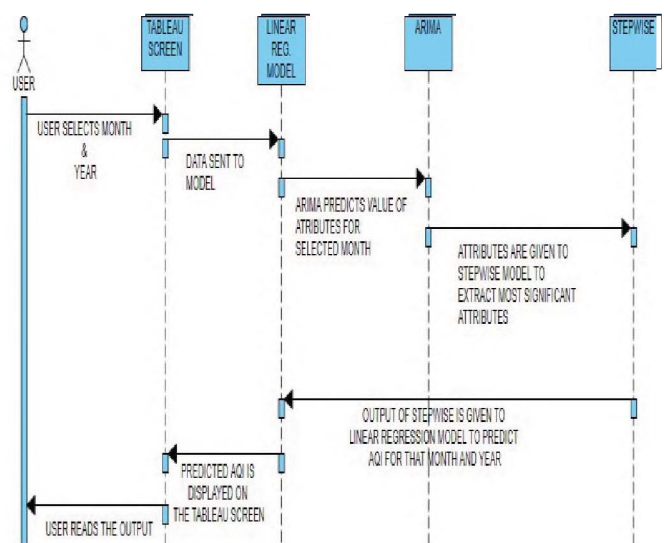 TABLEAU
SCREEN
LINEAR
REG.
MODEL
ARIMA
STEPWISE
USER
USER SELECTS MONTH
&
YEAR
DATA SENT TO
MODEL
ARIMA PREDICTS VALUE OF
ATRIBUTES FOR
SELECTED MONTH
ATTRIBUTES ARE GIVEN TO
STEPWISE MODEL TO
EXTRACT MOST SIGNIFICANT
ATTRIBUTES
OUTPUT OF STEPWISE IS GIVEN TO
LINEAR REGRESSION MODEL TO PREDICT
AQI FOR THAT MONTH AND YEAR
PREDICTED AQI IS
DISPLAYED ON
THE TABLEAU SCREEN
USER READS THE OUTPUT